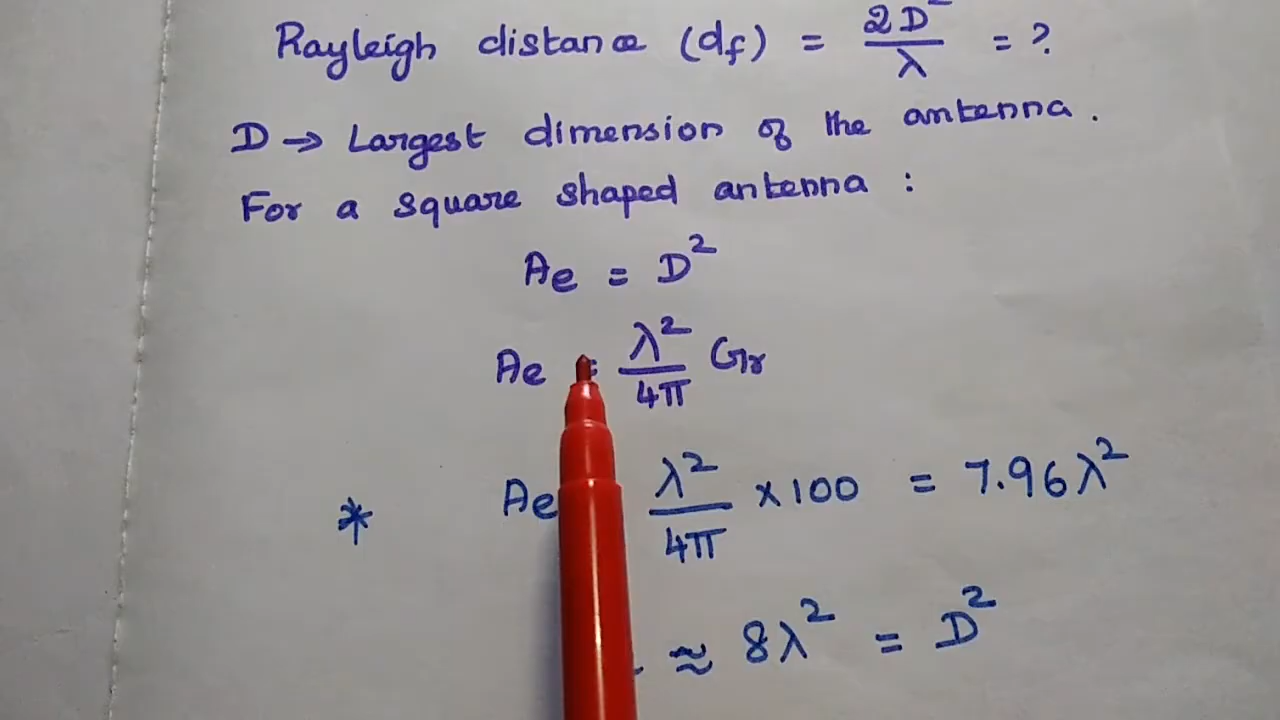 Rayleigh distance (df) = 2D²/λ = ?
D → Largest dimension of the antenna.
For a square shaped antenna :
Ae = D²
Ae = λ²/4π Gr
* Ae λ²/4π × 100 = 7.96λ²
≈ 8λ² = D²